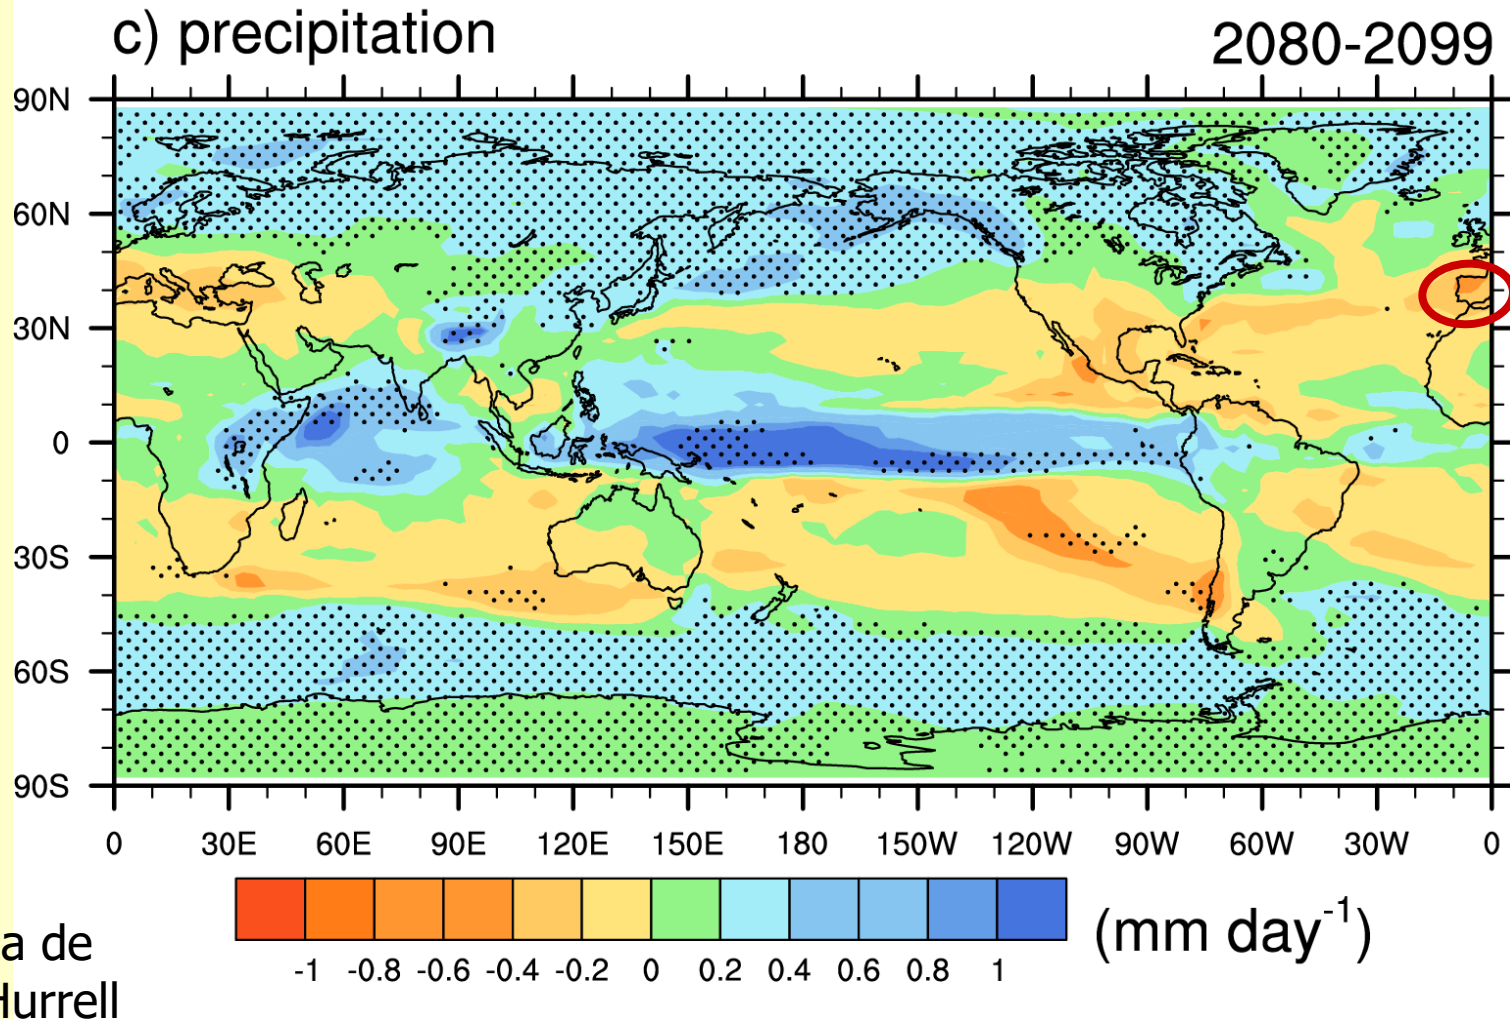 c) precipitation 2080-2099
90N
60N
30N
0
30S
60S
90S
0 30E 60E 90E 120E 150E 180 150W 120W 90W 60W 30W 0
-1 -0.8 -0.6 -0.4 -0.2 0 0.2 0.4 0.6 0.8 1
(mm day-1)
a de
Hurrell